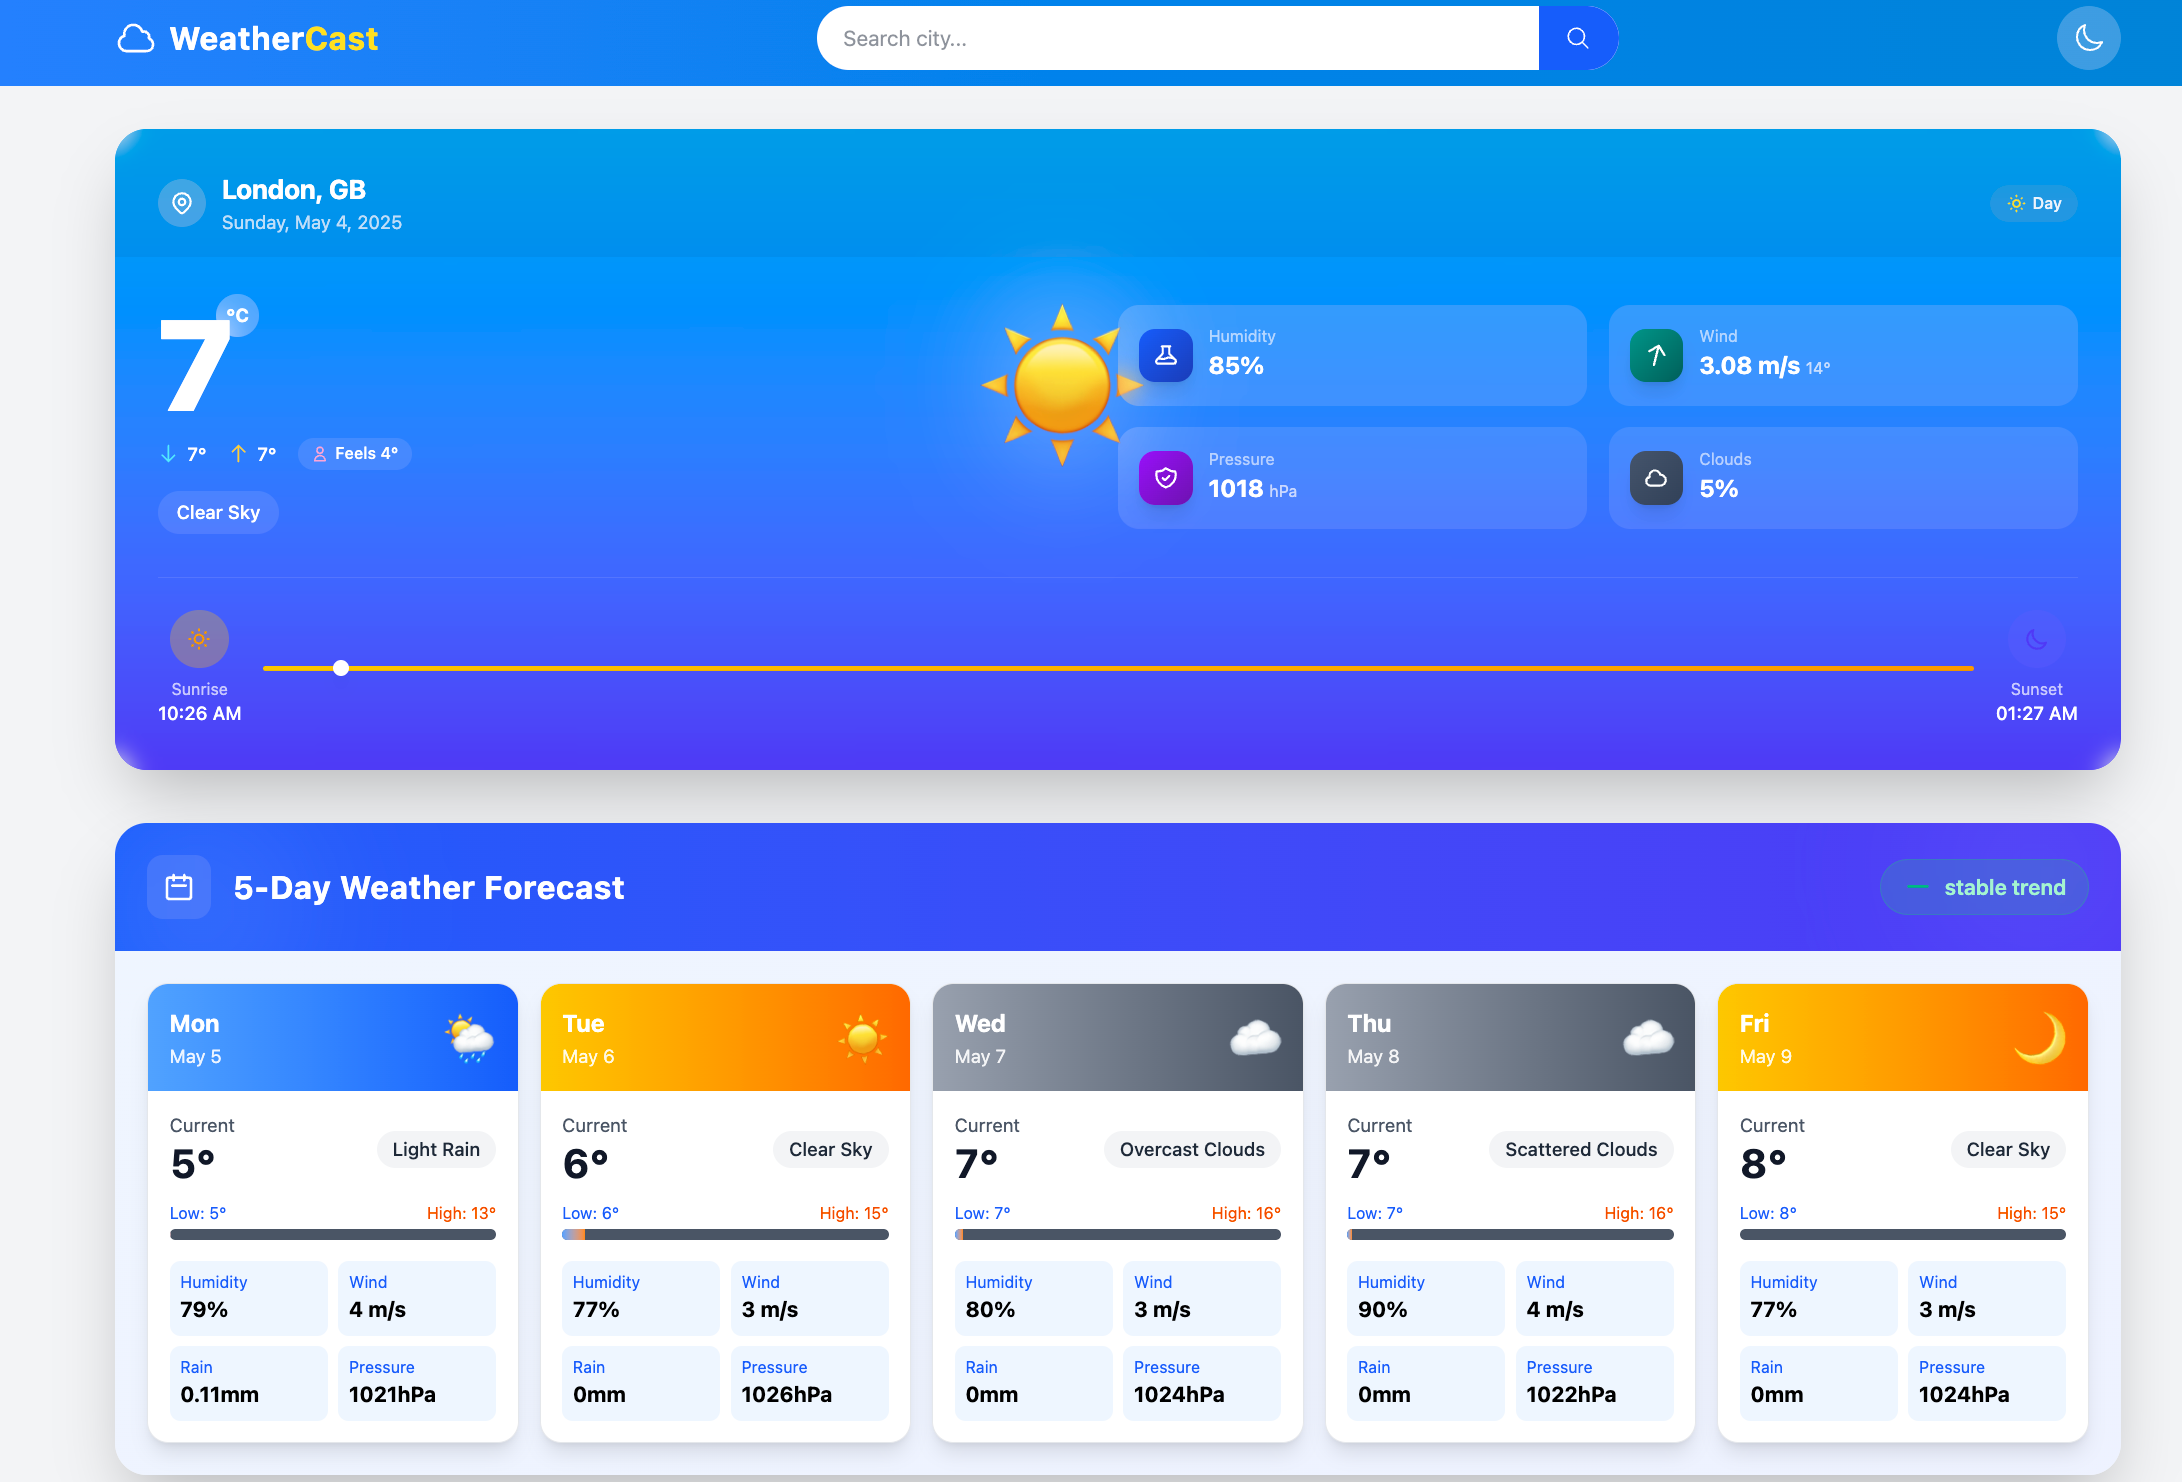 WeatherCast
Search city...
London, GB
Sunday, May 4, 2025
Day
7
°C
7°
7°
Feels 4°
Clear Sky
Humidity
85%
Wind
3.08 m/s 14°
Pressure
1018 hPa
Clouds
5%
Sunrise
10:26 AM
Sunset
01:27 AM
5-Day Weather Forecast
stable trend
Mon
May 5
Current
5°
Light Rain
Low: 5°
High: 13°
Humidity
79%
Wind
4 m/s
Rain
0.11mm
Pressure
1021hPa
Tue
May 6
Current
6°
Clear Sky
Low: 6°
High: 15°
Humidity
77%
Wind
3 m/s
Rain
0mm
Pressure
1026hPa
Wed
May 7
Current
7°
Overcast Clouds
Low: 7°
High: 16°
Humidity
80%
Wind
3 m/s
Rain
0mm
Pressure
1024hPa
Thu
May 8
Current
7°
Scattered Clouds
Low: 7°
High: 16°
Humidity
90%
Wind
4 m/s
Rain
0mm
Pressure
1022hPa
Fri
May 9
Current
8°
Clear Sky
Low: 8°
High: 15°
Humidity
77%
Wind
3 m/s
Rain
0mm
Pressure
1024hPa